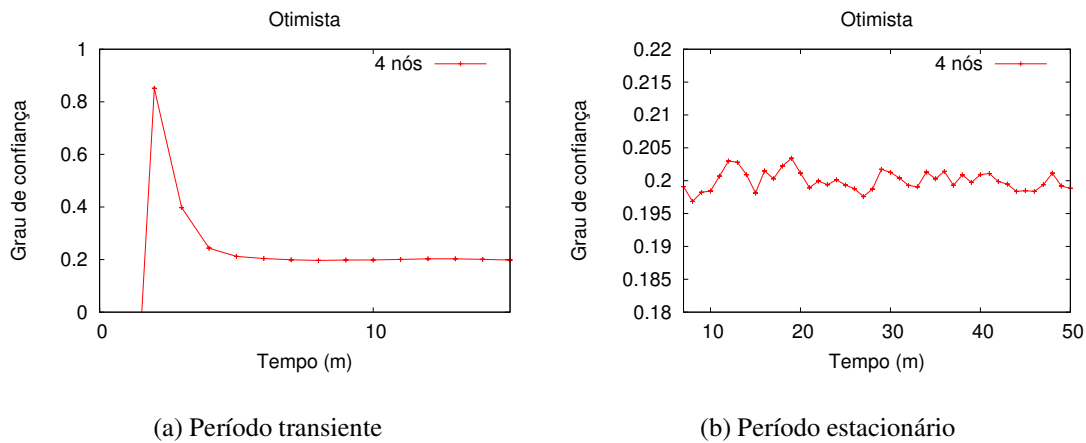 Otimista
Grau de confiança
1
0.8
0.6
0.4
0.2
0
0
10
Tempo (m)
4 nós
(a) Período transiente
Otimista
Grau de confiança
0.22
0.215
0.21
0.205
0.2
0.195
0.19
0.185
0.18
10
20
30
40
50
Tempo (m)
4 nós
(b) Período estacionário